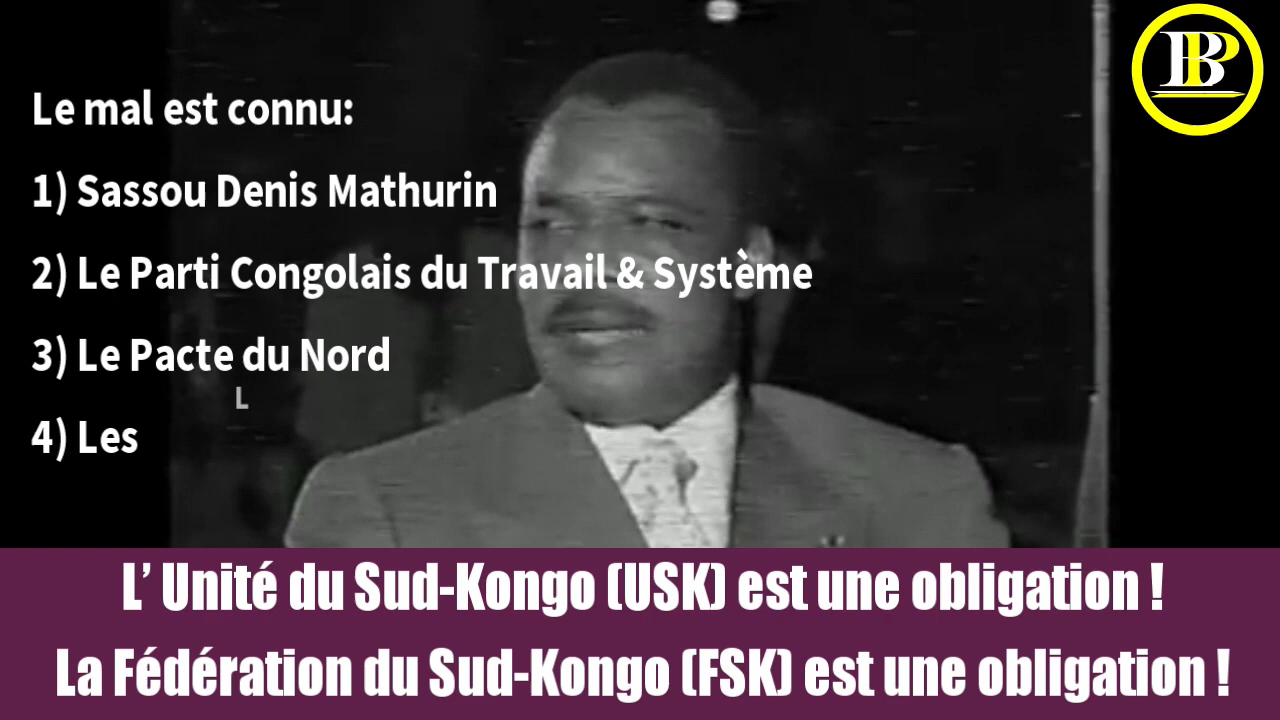 Le mal est connu:
1) Sassou Denis Mathurin
2) Le Parti Congolais du Travail & Système
3) Le Pacte du Nord
L
4) Les
BP
L’ Unité du Sud-Kongo (USK) est une obligation !
La Fédération du Sud-Kongo (FSK) est une obligation !